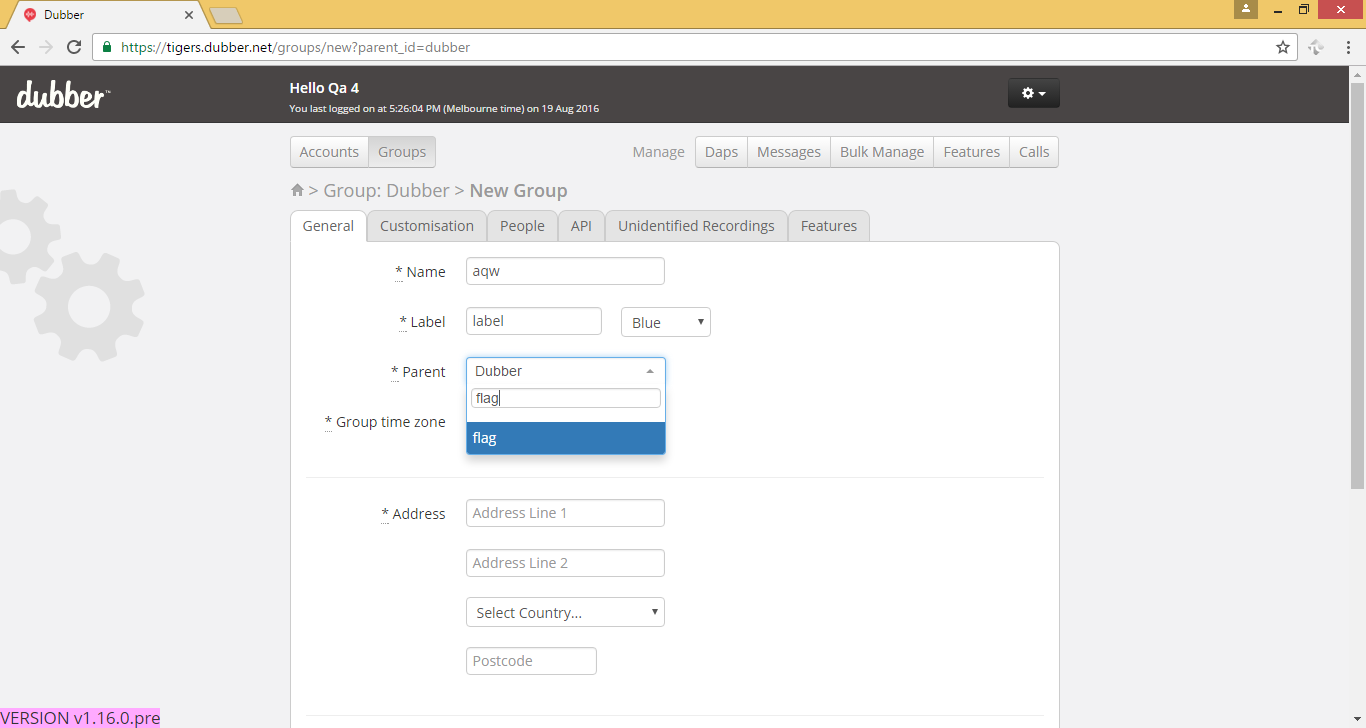 Dubber
https://tigers.dubber.net/groups/new?parent_id=dubber
dubber™
Hello Qa 4
You last logged on at 5:26:04 PM (Melbourne time) on 19 Aug 2016
Accounts Groups Manage Daps Messages Bulk Manage Features Calls
> Group: Dubber > New Group
General Customisation People API Unidentified Recordings Features
* Name aqw
* Label label Blue
* Parent Dubber
flag
* Group time zone
flag
* Address Address Line 1
Address Line 2
Select Country...
Postcode
VERSION v1.16.0.pre